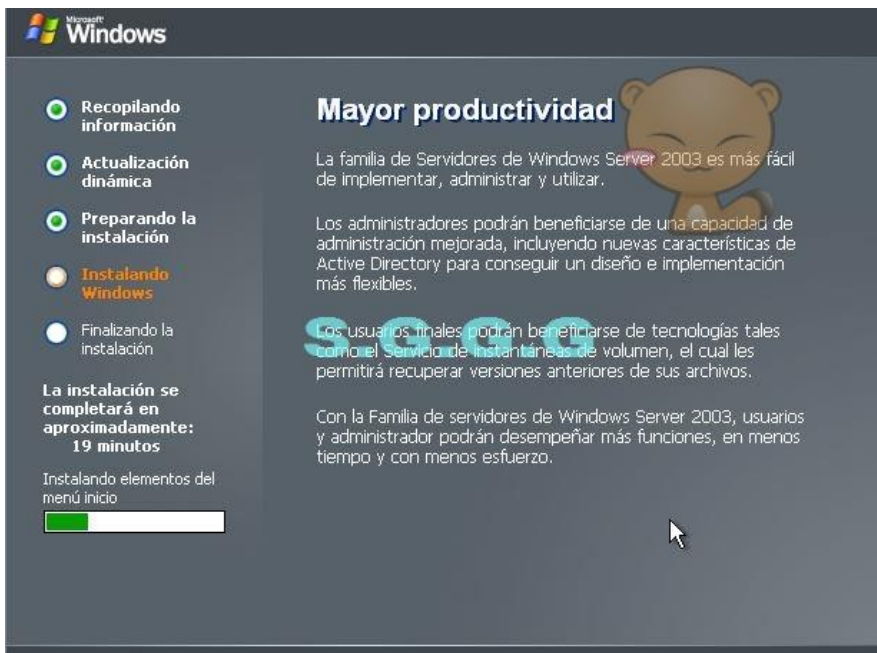 Microsoft
Windows
Recopilando
información
Actualización
dinámica
Preparando la
instalación
Instalando
Windows
Finalizando la
instalación
La instalación se
completará en
aproximadamente:
19 minutos
Instalando elementos del
menú inicio
Mayor productividad
La familia de Servidores de Windows Server 2003 es más fácil
de implementar, administrar y utilizar.
Los administradores podrán beneficiarse de una capacidad de
administración mejorada, incluyendo nuevas características de
Active Directory para conseguir un diseño e implementación
más flexibles.
Los usuarios finales podrán beneficiarse de tecnologías tales
como el Servicio de instantáneas de volumen, el cual les
permitirá recuperar versiones anteriores de sus archivos.
S.G.G.G
Con la Familia de servidores de Windows Server 2003, usuarios
y administrador podrán desempeñar más funciones, en menos
tiempo y con menos esfuerzo.